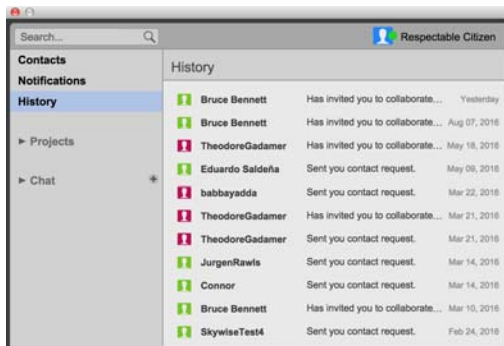 Search...
Respectable Citizen
Contacts
Notifications
History
► Projects
► Chat
+
History
Bruce Bennett Has invited you to collaborate... Yesterday
Bruce Bennett Has invited you to collaborate... Aug 07, 2016
TheodoreGadamer Has invited you to collaborate... May 18, 2016
Eduardo Saldeña Sent you contact request. May 09, 2016
babbayadda Sent you contact request. Mar 22, 2016
TheodoreGadamer Has invited you to collaborate... Mar 21, 2016
TheodoreGadamer Sent you contact request. Mar 21, 2016
JurgenRawls Sent you contact request. Mar 14, 2016
Connor Sent you contact request. Mar 14, 2016
Bruce Bennett Has invited you to collaborate... Mar 10, 2016
SkywiseTest4 Sent you contact request. Feb 24, 2016